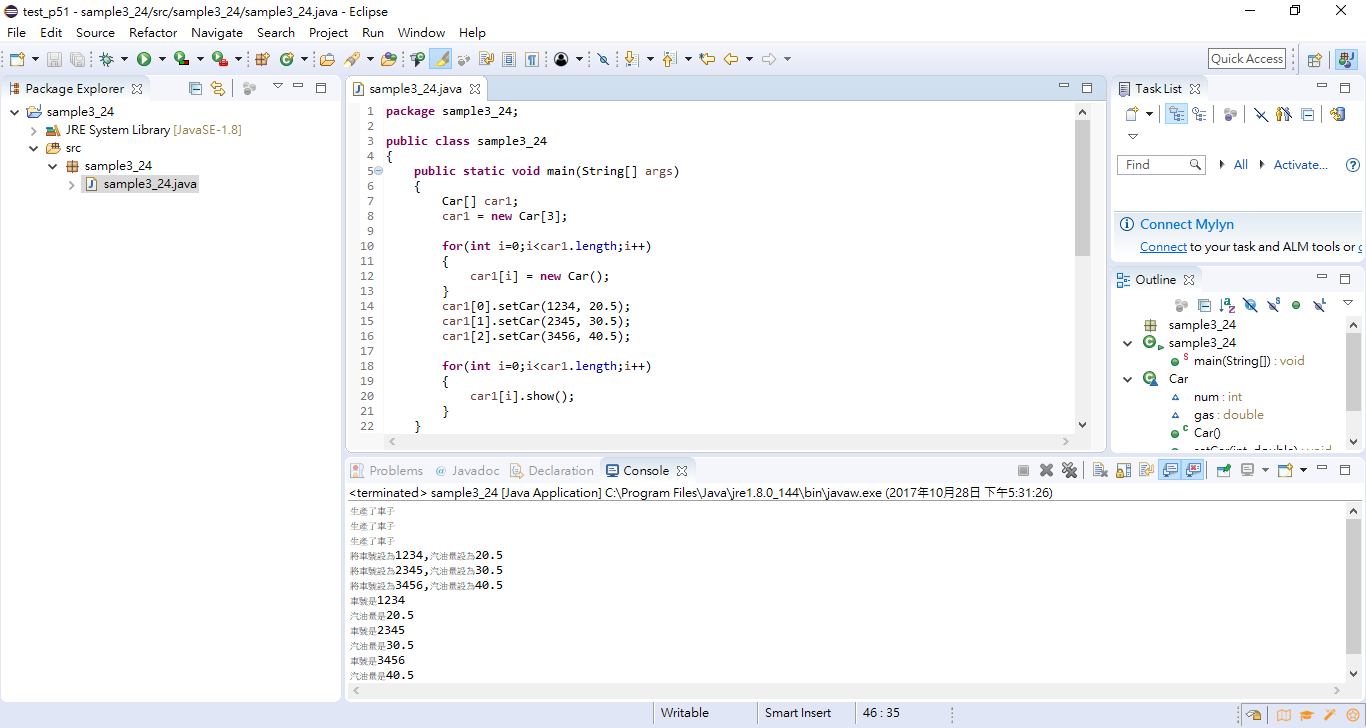 test_p51 - sample3_24/src/sample3_24/sample3_24.java - Eclipse
File Edit Source Refactor Navigate Search Project Run Window Help
Quick Access
Package Explorer
sample3_24
JRE System Library [JavaSE-1.8]
src
sample3_24
sample3_24.java
sample3_24.java
1 package sample3_24;
2
3 public class sample3_24
4 {
5 public static void main(String[] args)
6 {
7 Car[] car1;
8 car1 = new Car[3];
9
10 for(int i=0;i<car1.length;i++)
11 {
12 car1[i] = new Car();
13 }
14 car1[0].setCar(1234, 20.5);
15 car1[1].setCar(2345, 30.5);
16 car1[2].setCar(3456, 40.5);
17
18 for(int i=0;i<car1.length;i++)
19 {
20 car1[i].show();
21 }
22 }
Task List
Find All Activate...
Connect Mylyn
Connect to your task and ALM tools or
Outline
sample3_24
sample3_24
main(String[]) : void
Car
num : int
gas : double
Car()
setCar(int, double) : void
Problems Javadoc Declaration Console
<terminated> sample3_24 [Java Application] C:\Program Files\Java\jre1.8.0_144\bin\javaw.exe (2017年10月28日 下午5:31:26)
生產了車子
生產了車子
生產了車子
將車號設為1234,汽油量設為20.5
將車號設為2345,汽油量設為30.5
將車號設為3456,汽油量設為40.5
車號是1234
汽油量是20.5
車號是2345
汽油量是30.5
車號是3456
汽油量是40.5
Writable Smart Insert 46 : 35